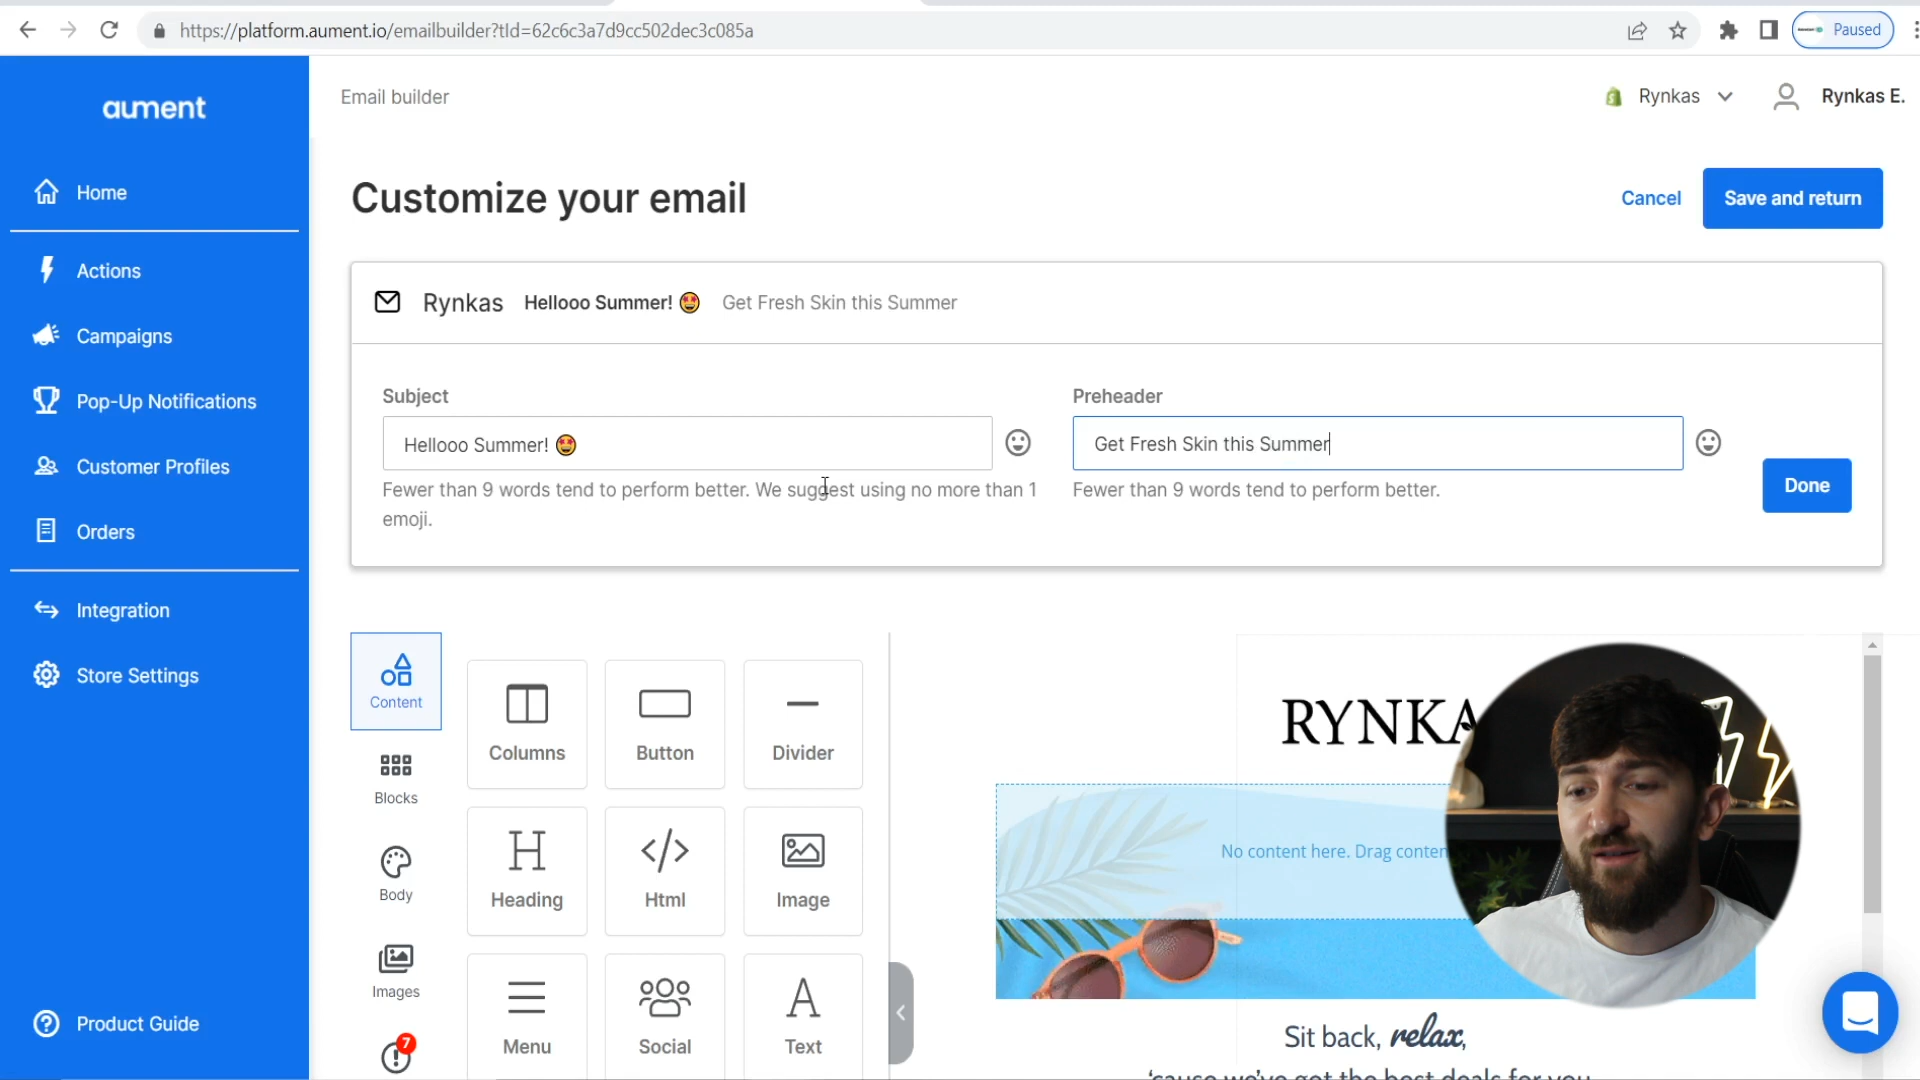 https://platform.aument.io/emailbuilder?tId=62c6c3a7d9cc502dec3c085a
Paused
aument
Email builder
Rynkas
Rynkas E.
Home
Actions
Campaigns
Pop-Up Notifications
Customer Profiles
Orders
Integration
Store Settings
Product Guide
Customize your email
Cancel
Save and return
Rynkas Hellooo Summer! 🤩 Get Fresh Skin this Summer
Subject
Preheader
Hellooo Summer! 🤩
Get Fresh Skin this Summer
Fewer than 9 words tend to perform better. We suggest using no more than 1
emoji.
Fewer than 9 words tend to perform better.
Done
Content
Blocks
Body
Images
7
Columns
Button
Divider
Heading
Html
Image
Menu
Social
Text
RYNKA
No content here. Drag conten
Sit back, relax,
'cause we've got the best deals for you